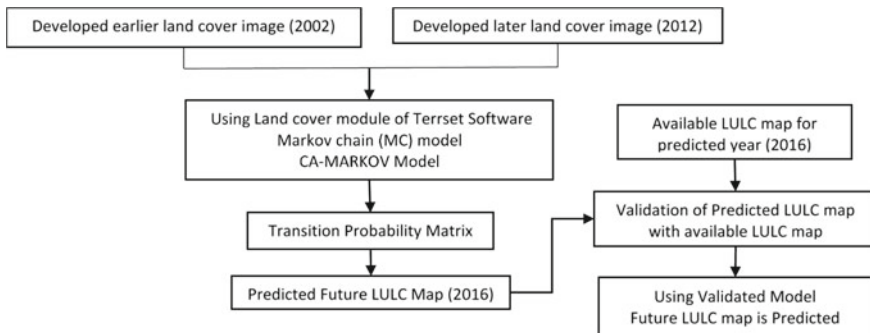 Developed earlier land cover image (2002)
Developed later land cover image (2012)
Using Land cover module of Terrset Software
Markov chain (MC) model
CA-MARKOV Model
Transition Probability Matrix
Predicted Future LULC Map (2016)
Available LULC map for
predicted year (2016)
Validation of Predicted LULC map
with available LULC map
Using Validated Model
Future LULC map is Predicted